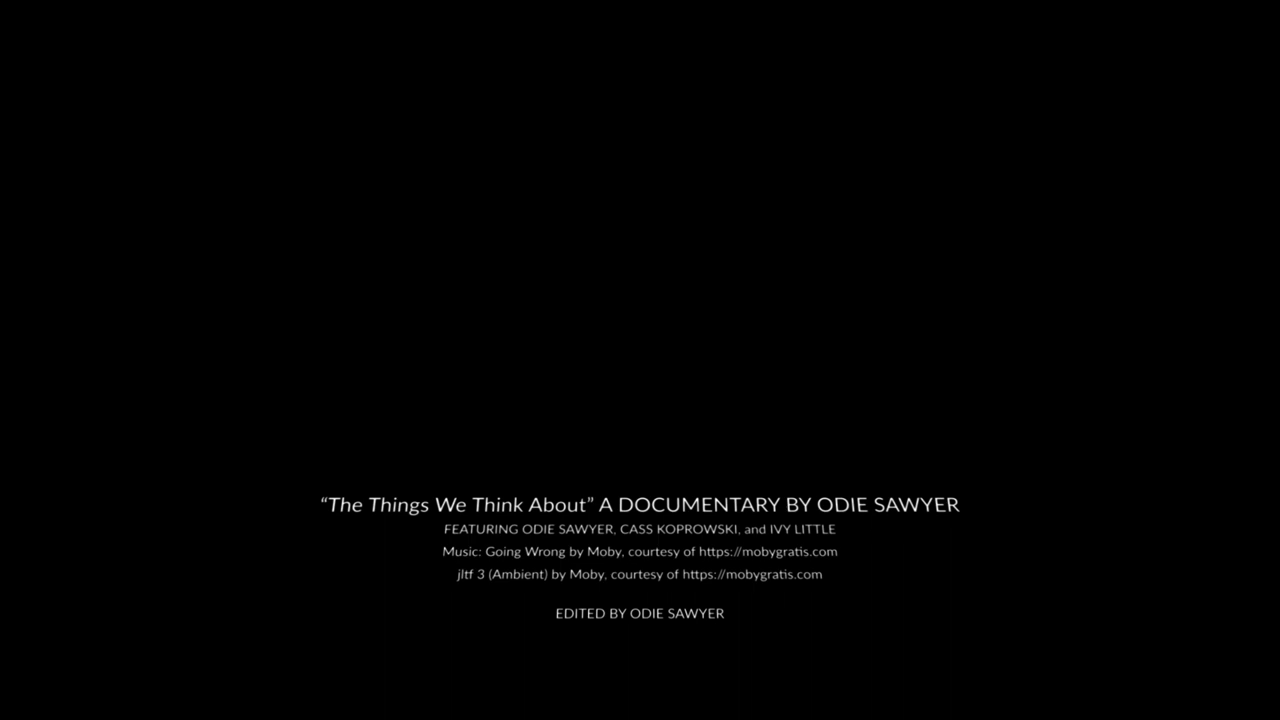 “The Things We Think About” A DOCUMENTARY BY ODIE SAWYER
FEATURING ODIE SAWYER, CASS KOPROWSKI, and IVY LITTLE
Music: Going Wrong by Moby, courtesy of https://mobygratis.com
jltf 3 (Ambient) by Moby, courtesy of https://mobygratis.com
EDITED BY ODIE SAWYER